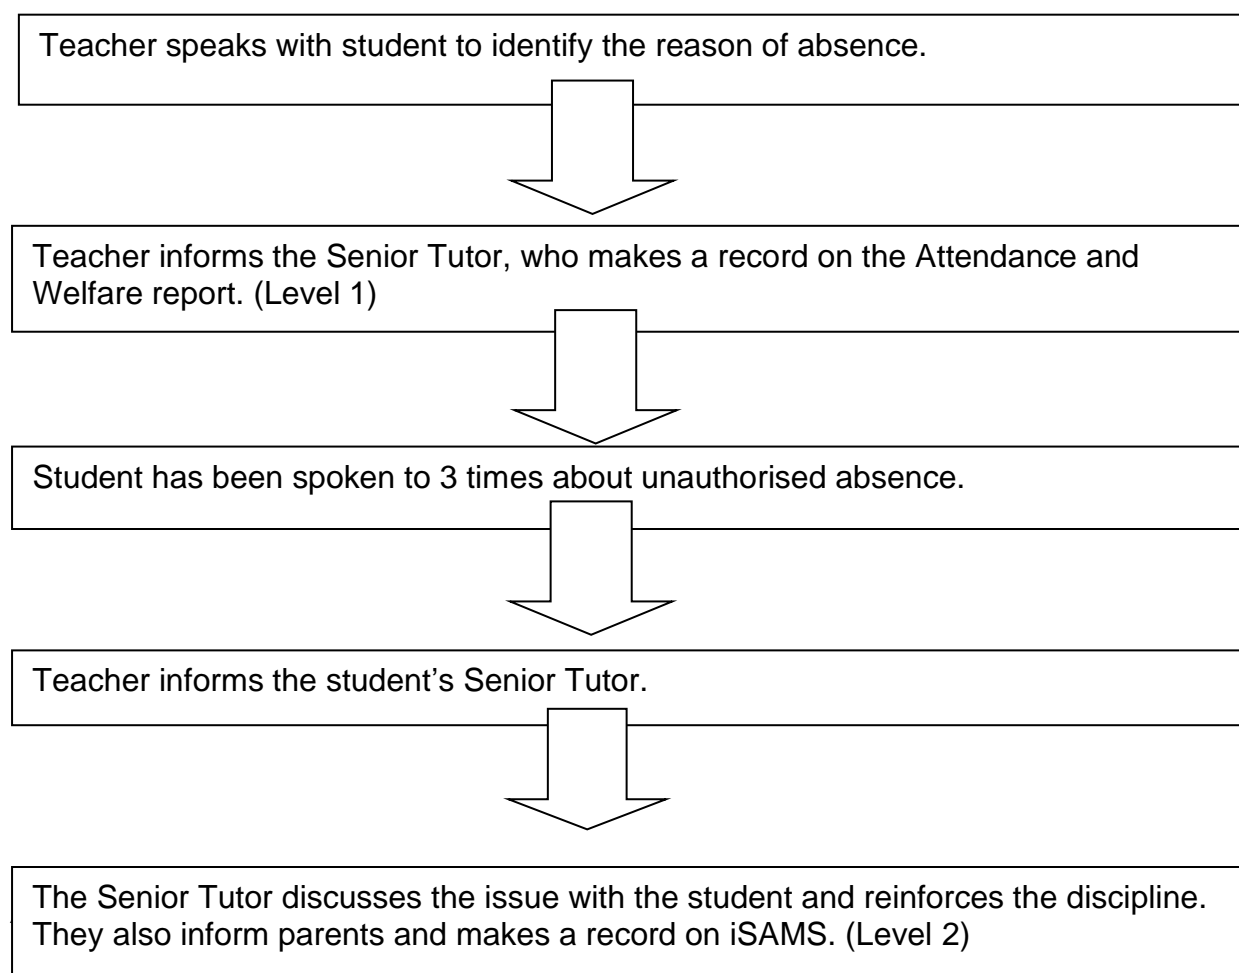 Teacher speaks with student to identify the reason of absence.
Teacher informs the Senior Tutor, who makes a record on the Attendance and
Welfare report. (Level 1)
Student has been spoken to 3 times about unauthorised absence.
Teacher informs the student’s Senior Tutor.
The Senior Tutor discusses the issue with the student and reinforces the discipline.
They also inform parents and makes a record on iSAMS. (Level 2)